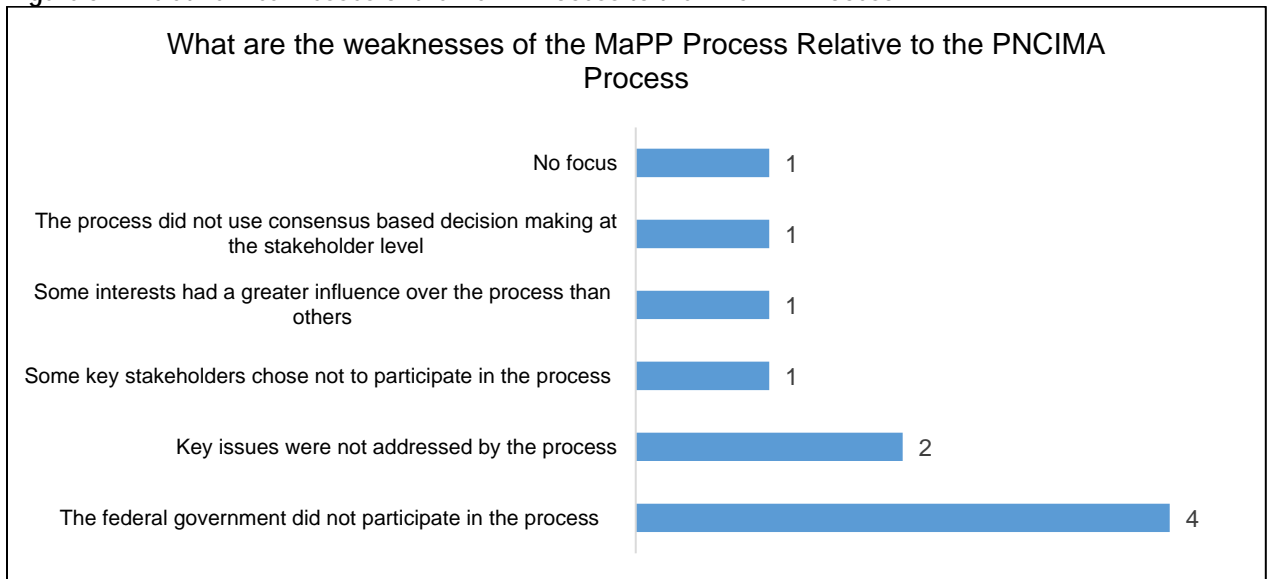 What are the weaknesses of the MaPP Process Relative to the PNCIMA
Process
No focus
1
The process did not use consensus based decision making at
the stakeholder level
1
Some interests had a greater influence over the process than
others
1
Some key stakeholders chose not to participate in the process
1
Key issues were not addressed by the process
2
The federal government did not participate in the process
4